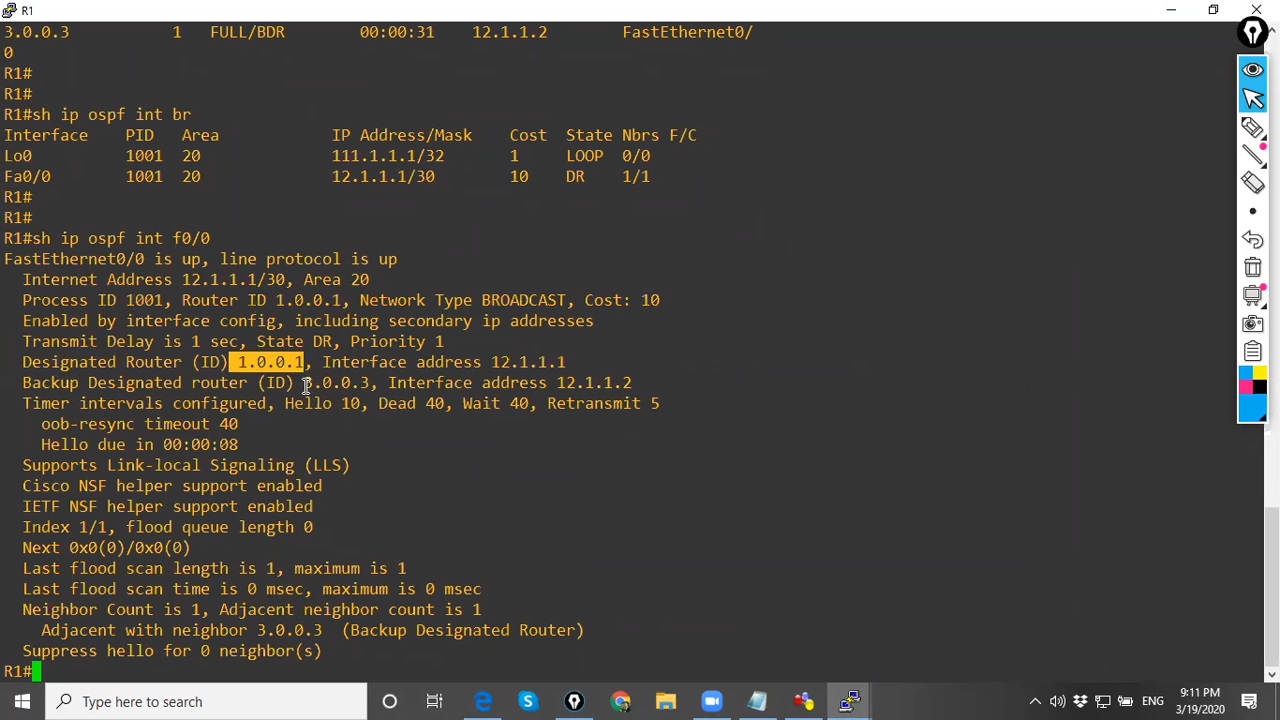 R1
3.0.0.3 1 FULL/BDR 00:00:31 12.1.1.2 FastEthernet0/
0
R1#
R1#
R1#sh ip ospf int br
Interface PID Area IP Address/Mask Cost State Nbrs F/C
Lo0 1001 20 111.1.1.1/32 1 LOOP 0/0
Fa0/0 1001 20 12.1.1.1/30 10 DR 1/1
R1#
R1#
R1#sh ip ospf int f0/0
FastEthernet0/0 is up, line protocol is up
Internet Address 12.1.1.1/30, Area 20
Process ID 1001, Router ID 1.0.0.1, Network Type BROADCAST, Cost: 10
Enabled by interface config, including secondary ip addresses
Transmit Delay is 1 sec, State DR, Priority 1
Designated Router (ID) 1.0.0.1, Interface address 12.1.1.1
Backup Designated router (ID) 3.0.0.3, Interface address 12.1.1.2
Timer intervals configured, Hello 10, Dead 40, Wait 40, Retransmit 5
oob-resync timeout 40
Hello due in 00:00:08
Supports Link-local Signaling (LLS)
Cisco NSF helper support enabled
IETF NSF helper support enabled
Index 1/1, flood queue length 0
Next 0x0(0)/0x0(0)
Last flood scan length is 1, maximum is 1
Last flood scan time is 0 msec, maximum is 0 msec
Neighbor Count is 1, Adjacent neighbor count is 1
Adjacent with neighbor 3.0.0.3 (Backup Designated Router)
Suppress hello for 0 neighbor(s)
R1#
Type here to search
ENG
9:11 PM
3/19/2020